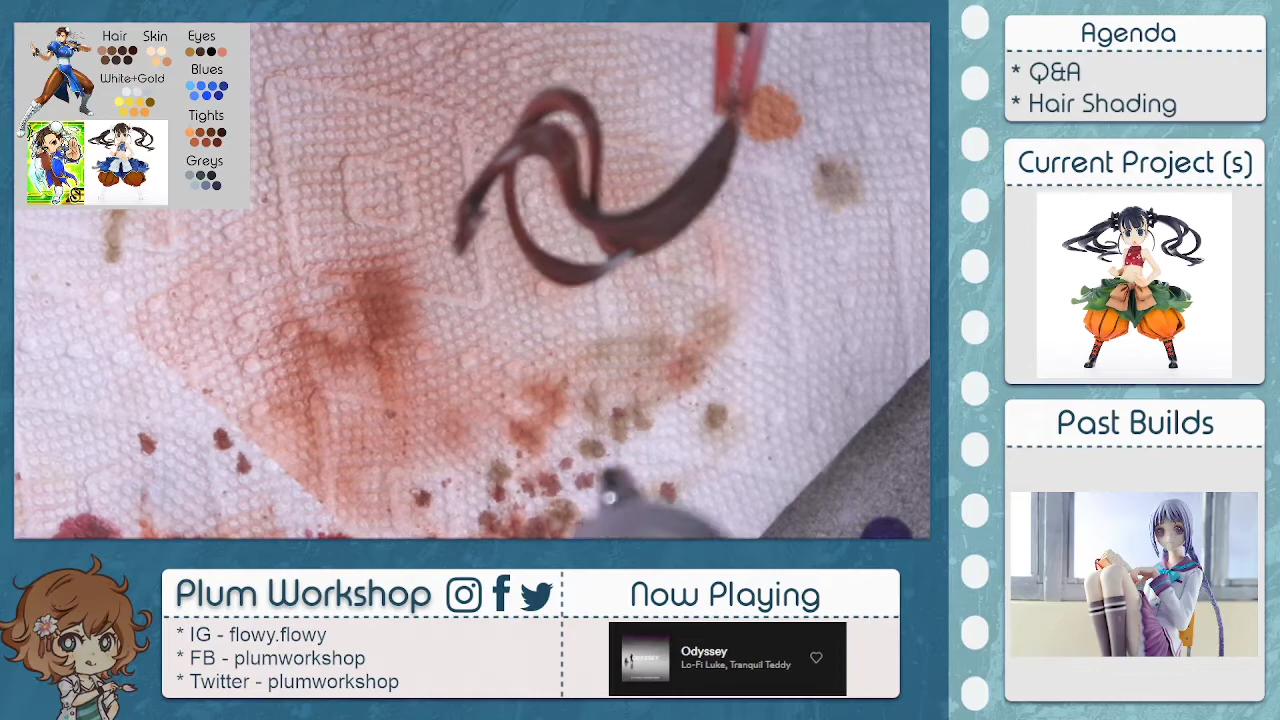 Hair Skin Eyes
White+Gold
Blues
Tights
Greys
Agenda
* Q&A
* Hair Shading
Current Project (s)
Past Builds
Plum Workshop
* IG - flowy.flowy
* FB - plumworkshop
* Twitter - plumworkshop
Now Playing
Odyssey
Lo-Fi Luke, Tranquil Teddy